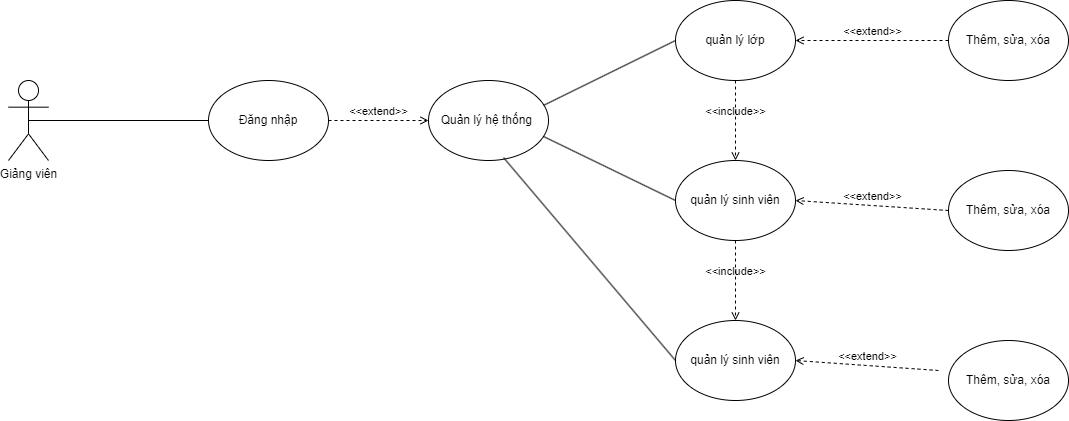 quản lý lớp
<<extend>>
Thêm, sửa, xóa
Giảng viên
Đăng nhập
<<extend>>
Quản lý hệ thống
<<include>>
quản lý sinh viên
<<extend>>
Thêm, sửa, xóa
<<include>>
quản lý sinh viên
<<extend>>
Thêm, sửa, xóa